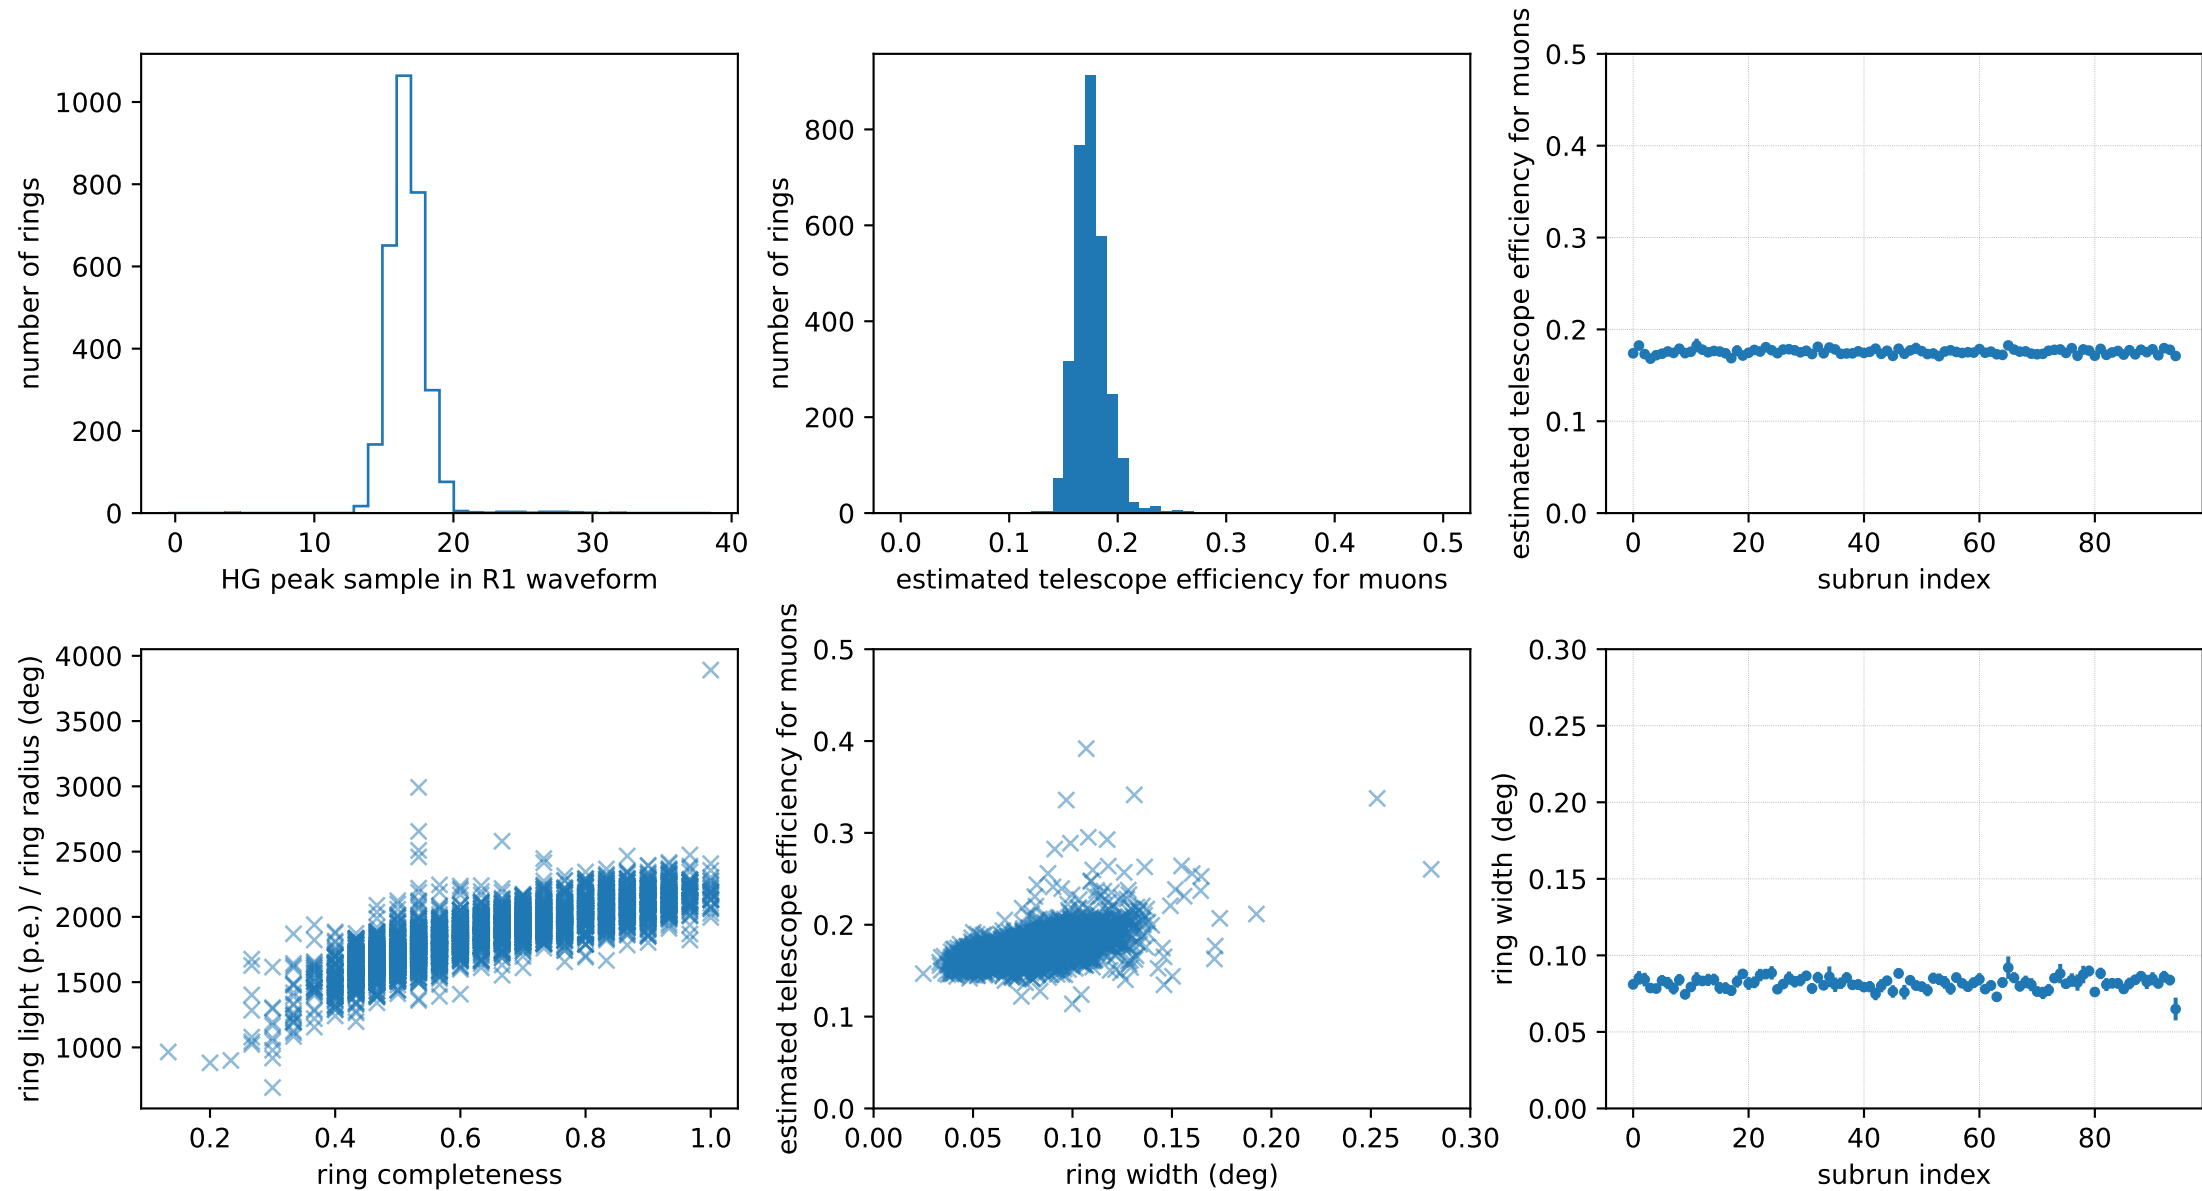 number of rings
1000
800
600
400
200
0
0 10 20 30 40
HG peak sample in R1 waveform
number of rings
800
600
400
200
0
0.0 0.1 0.2 0.3 0.4 0.5
estimated telescope efficiency for muons
estimated telescope efficiency for muons
0.5
0.4
0.3
0.2
0.1
0.0
0 20 40 60 80
subrun index
ring light (p.e.) / ring radius (deg)
4000
3500
3000
2500
2000
1500
1000
0.2 0.4 0.6 0.8 1.0
ring completeness
estimated telescope efficiency for muons
0.5
0.4
0.3
0.2
0.1
0.0
0.00 0.05 0.10 0.15 0.20 0.25 0.30
ring width (deg)
ring width (deg)
0.30
0.25
0.20
0.15
0.10
0.05
0.00
0 20 40 60 80
subrun index